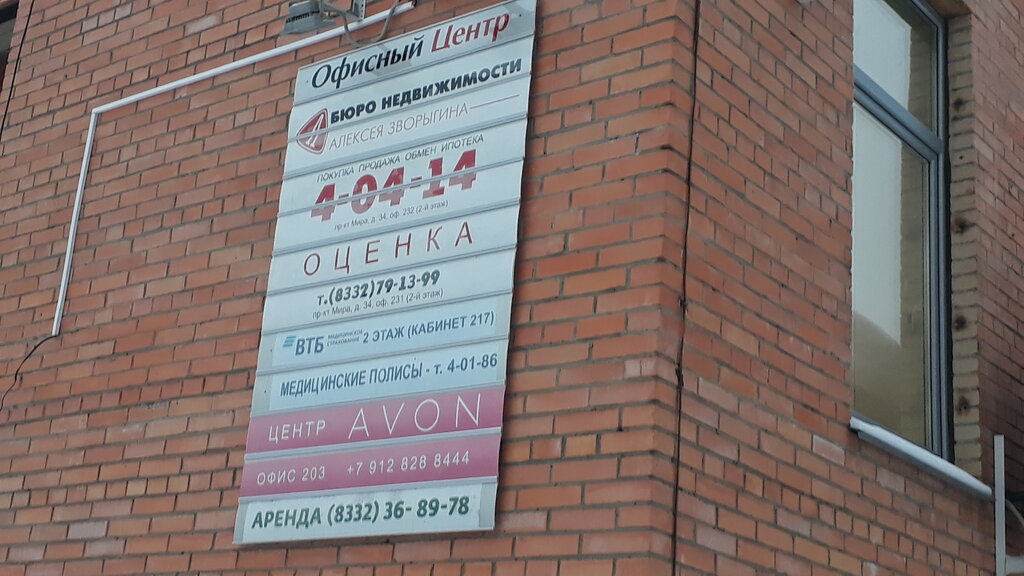 Офисный Центр
БЮРО НЕДВИЖИМОСТИ
АЛЕКСЕЯ ЗВОРЫГИНА
ПОКУПКА ПРОДАЖА ОБМЕН ИПОТЕКА
4-04-14
пр-кт Мира, д. 34, оф. 232 (2-й этаж)
ОЦЕНКА
т.(8332)79-13-99
пр-кт Мира, д. 34, оф. 231 (2-й этаж)
ВТБ МЕДИЦИНСКОЕ СТРАХОВАНИЕ 2 ЭТАЖ (КАБИНЕТ 217)
МЕДИЦИНСКИЕ ПОЛИСЫ - т. 4-01-86
ЦЕНТР AVON
ОФИС 203 +7 912 828 8444
АРЕНДА (8332) 36-89-78